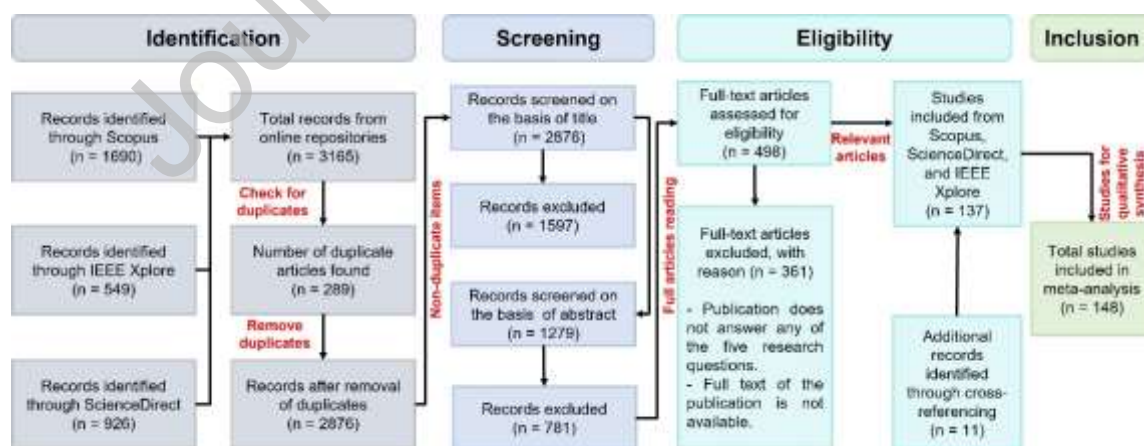 Identification
Screening
Eligibility
Inclusion
Jour
Records identified
through Scopus
(n = 1690)
Records identified
through IEEE Xplore
(n = 549)
Records identified
through ScienceDirect
(n = 926)
Total records from
online repositories
(n = 3165)
Check for
duplicates
Number of duplicate
articles found
(n = 289)
Remove
duplicates
Records after removal
of duplicates
(n = 2876)
Non-duplicate items
Records screened on
the basis of title
(n = 2876)
Records excluded
(n = 1597)
Records screened on
the basis of abstract
(n = 1279)
Records excluded
(n = 781)
Full articles reading
Full-text articles
assessed for
eligibility
(n = 498)
Relevant
articles
Full-text articles
excluded, with
reason (n = 361)
- Publication does
not answer any of
the five research
questions.
- Full text of the
publication is not
available.
Studies
included from
Scopus,
ScienceDirect,
and IEEE
Xplore
(n = 137)
Additional
records
identified
through cross-
referencing
(n = 11)
Studies for
qualitative
synthesis
Total studies
included in
meta-analysis
(n = 148)